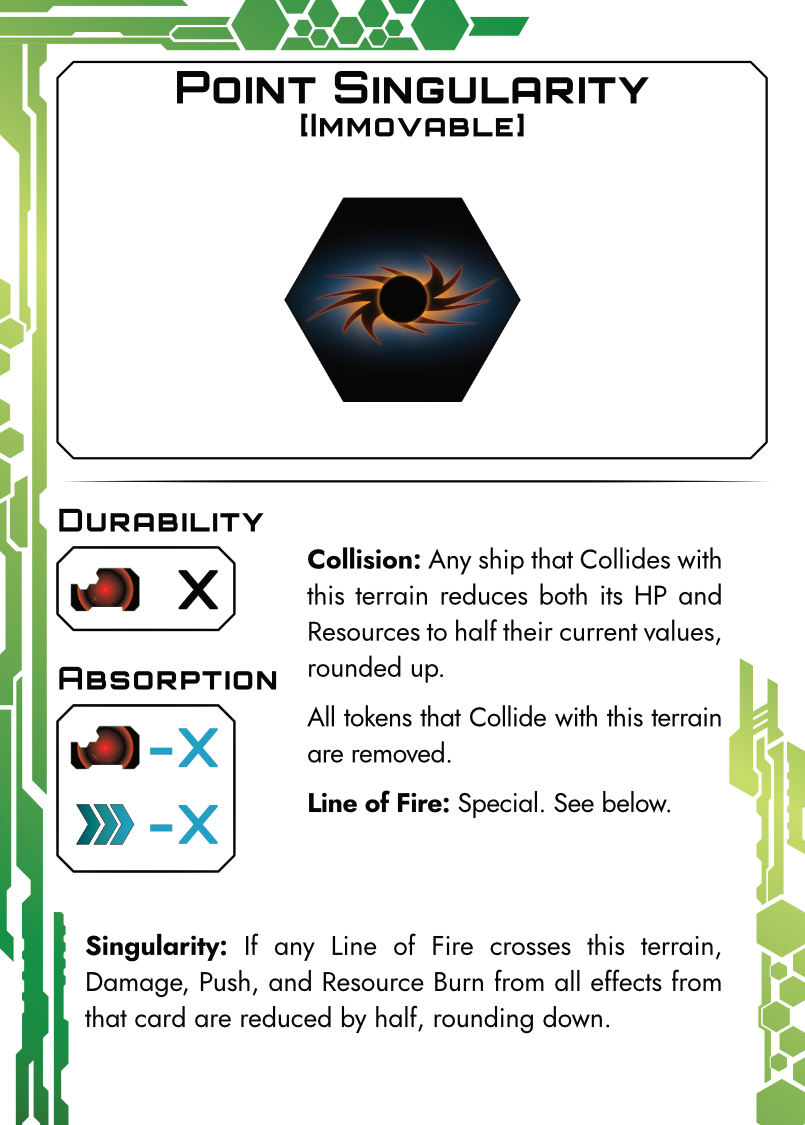 Point Singularity
[Immovable]
Durability
X
Absorption
-X
-X
Collision: Any ship that Collides with
this terrain reduces both its HP and
Resources to half their current values,
rounded up.
All tokens that Collide with this terrain
are removed.
Line of Fire: Special. See below.
Singularity: If any Line of Fire crosses this terrain,
Damage, Push, and Resource Burn from all effects from
that card are reduced by half, rounding down.